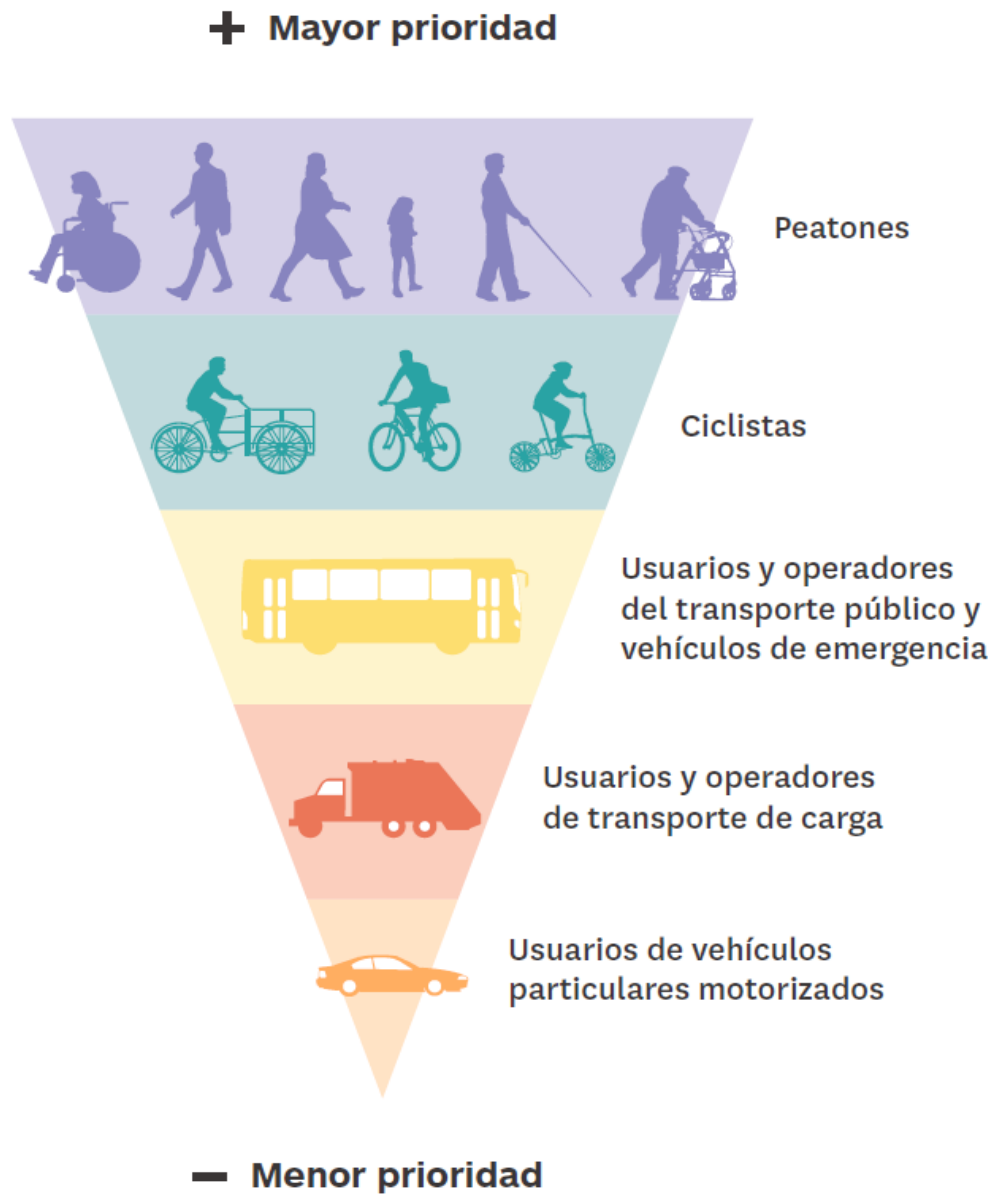 + Mayor prioridad
Peatones
Ciclistas
Usuarios y operadores
del transporte público y
vehículos de emergencia
Usuarios y operadores
de transporte de carga
Usuarios de vehículos
particulares motorizados
− Menor prioridad